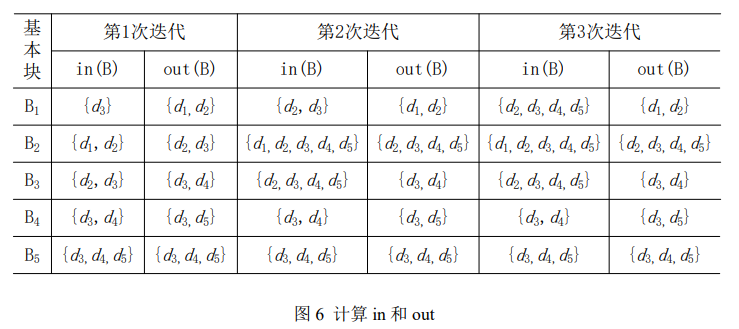 基本块 第1次迭代 第2次迭代 第3次迭代
in(B) out(B) in(B) out(B) in(B) out(B)
B₁ {d₃} {d₁,d₂} {d₂,d₃} {d₁,d₂} {d₂,d₃,d₄,d₅} {d₁,d₂}
B₂ {d₁,d₂} {d₂,d₃} {d₁,d₂,d₃,d₄,d₅} {d₂,d₃,d₄,d₅} {d₁,d₂,d₃,d₄,d₅} {d₂,d₃,d₄,d₅}
B₃ {d₂,d₃} {d₃,d₄} {d₂,d₃,d₄,d₅} {d₃,d₄} {d₂,d₃,d₄,d₅} {d₃,d₄}
B₄ {d₃,d₄} {d₃,d₅} {d₃,d₄} {d₃,d₅} {d₃,d₄} {d₃,d₅}
B₅ {d₃,d₄,d₅} {d₃,d₄,d₅} {d₃,d₄,d₅} {d₃,d₄,d₅} {d₃,d₄,d₅} {d₃,d₄,d₅}
图 6 计算 in 和 out